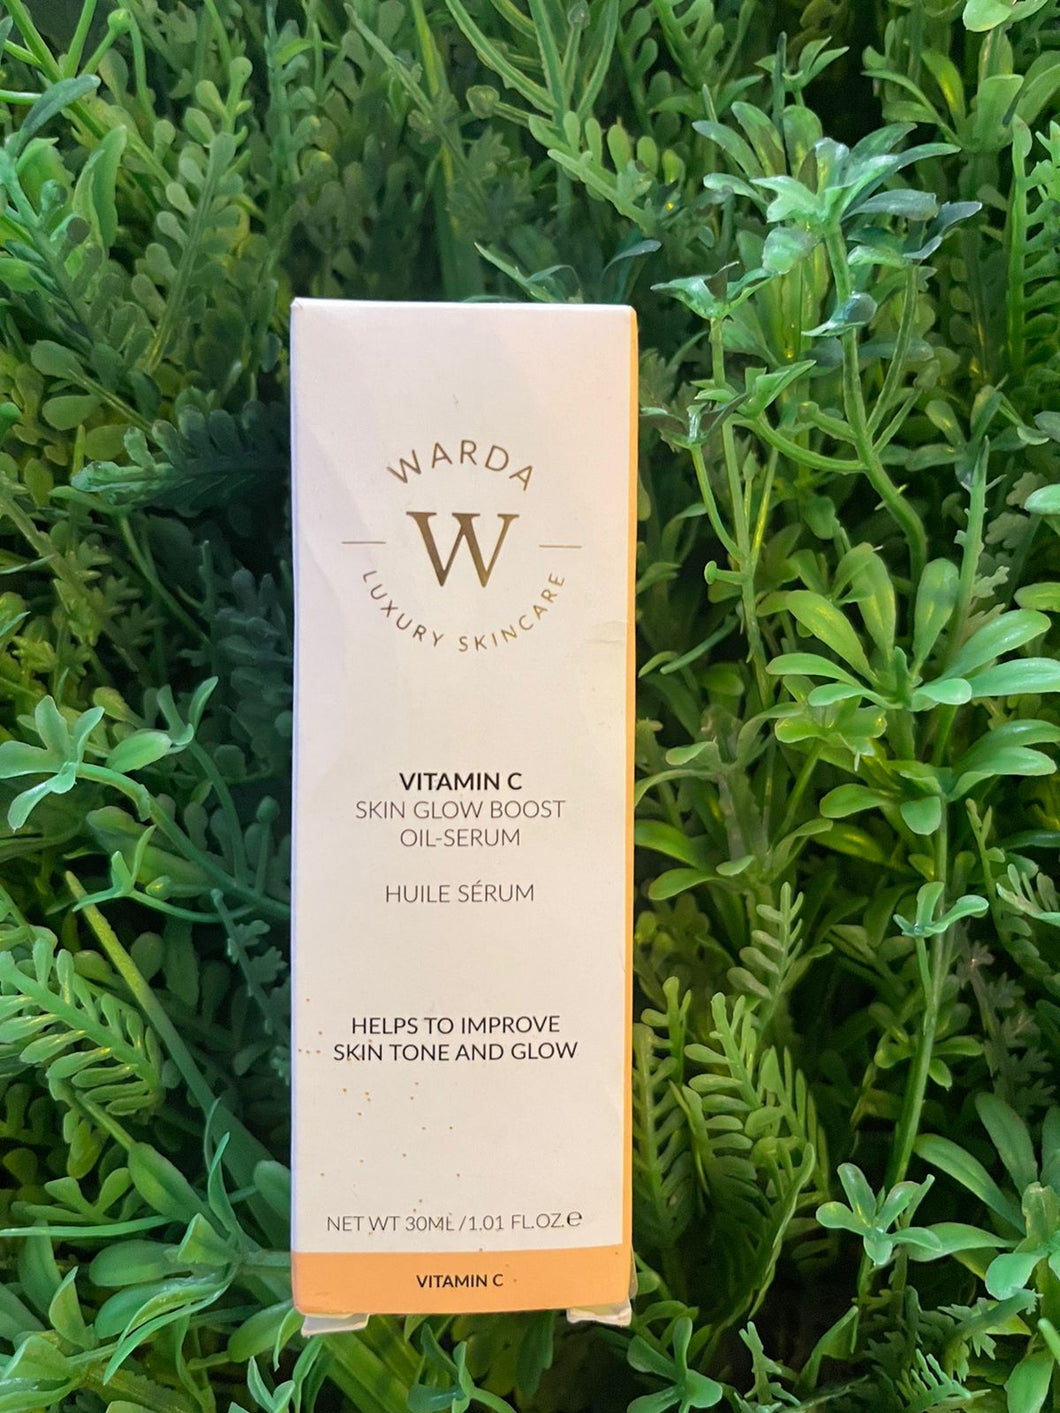 WARDA
W
LUXURY SKINCARE
VITAMIN C
SKIN GLOW BOOST
OIL-SERUM
HUILE SÉRUM
HELPS TO IMPROVE
SKIN TONE AND GLOW
NET WT 30ML /1.01 FL.OZ.e
VITAMIN C